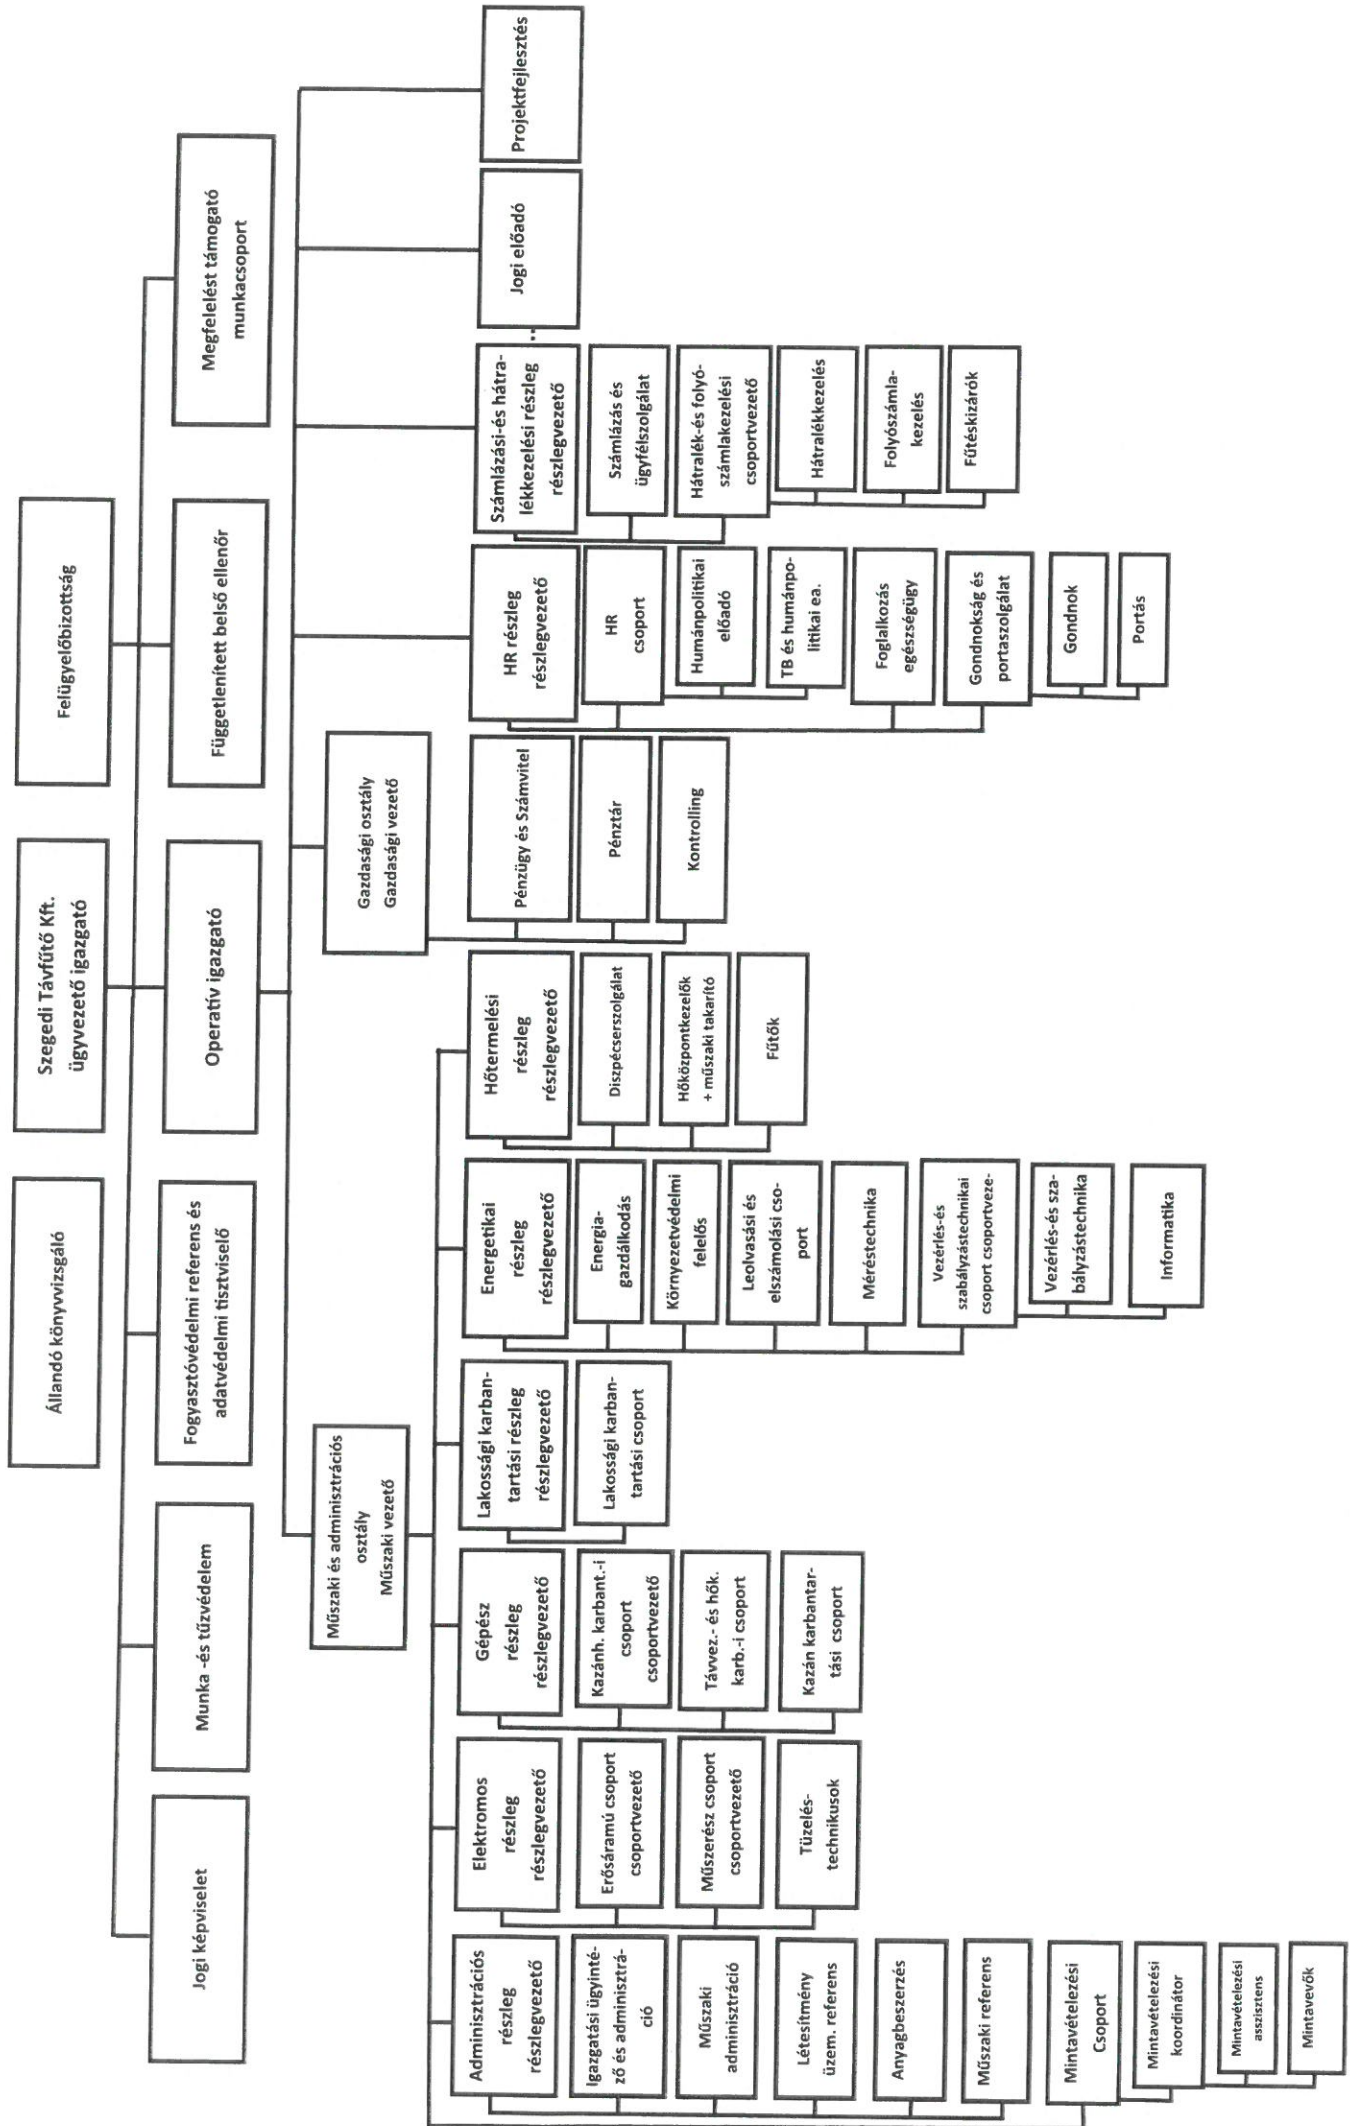 Állandó könyvvizsgáló
Szegedi Távfűtő Kft.
ügyvezető igazgató
Felügyelőbizottság
Jogi képviselet
Munka -és tűzvédelem
Fogyasztóvédelmi referens és
adatvédelmi tisztviselő
Operatív igazgató
Függetlenített belső ellenőr
Megfelelést támogató
munkacsoport
Műszaki és adminisztrációs
osztály
Műszaki vezető
Gazdasági osztály
Gazdasági vezető
Adminisztrációs
részleg
részlegvezető
Igazgatási ügyinté-
ző és adminisztrá-
ció
Műszaki
adminisztráció
Létesítmény
üzem. referens
Anyagbeszerzés
Műszaki referens
Mintavételezési
Csoport
Mintavételezési
koordinátor
Mintavételezési
asszisztens
Mintavevők
Elektromos
részleg
részlegvezető
Erősáramú csoport
csoportvezető
Műszerész csoport
csoportvezető
Tüzelés-
technikusok
Gépész
részleg
részlegvezető
Kazánh. karbant.-i
csoport
csoportvezető
Távvez.- és hők.
karb.-i csoport
Kazán karbantar-
tási csoport
Lakossági karban-
tartási részleg
részlegvezető
Lakossági karban-
tartási csoport
Energetikai
részleg
részlegvezető
Energia-
gazdálkodás
Környezetvédelmi
felelős
Leolvasási és
elszámolási cso-
port
Méréstechnika
Vezérlés-és
szabályzástechnikai
csoport csoportveze-
Vezérlés-és sza-
bályzástechnika
Informatika
Hőtermelési
részleg
részlegvezető
Diszpécserszolgálat
Hőközpontkezelők
+ műszaki takarító
Fűtők
Pénzügy és Számvitel
Pénztár
Kontrolling
HR részleg
részlegvezető
HR
csoport
Humánpolitikai
előadó
TB és humánpo-
litikai ea.
Foglalkozás
egészségügy
Gondnokság és
portaszolgálat
Gondnok
Portás
Számlázási-és hátra-
lékkezelési részleg
részlegvezető
Számlázás és
ügyfélszolgálat
Hátralék-és folyó-
számlakezelési
csoportvezető
Hátralékkezelés
Folyószámla-
kezelés
Fűtéskizárók
Jogi előadó
Projektfejlesztés